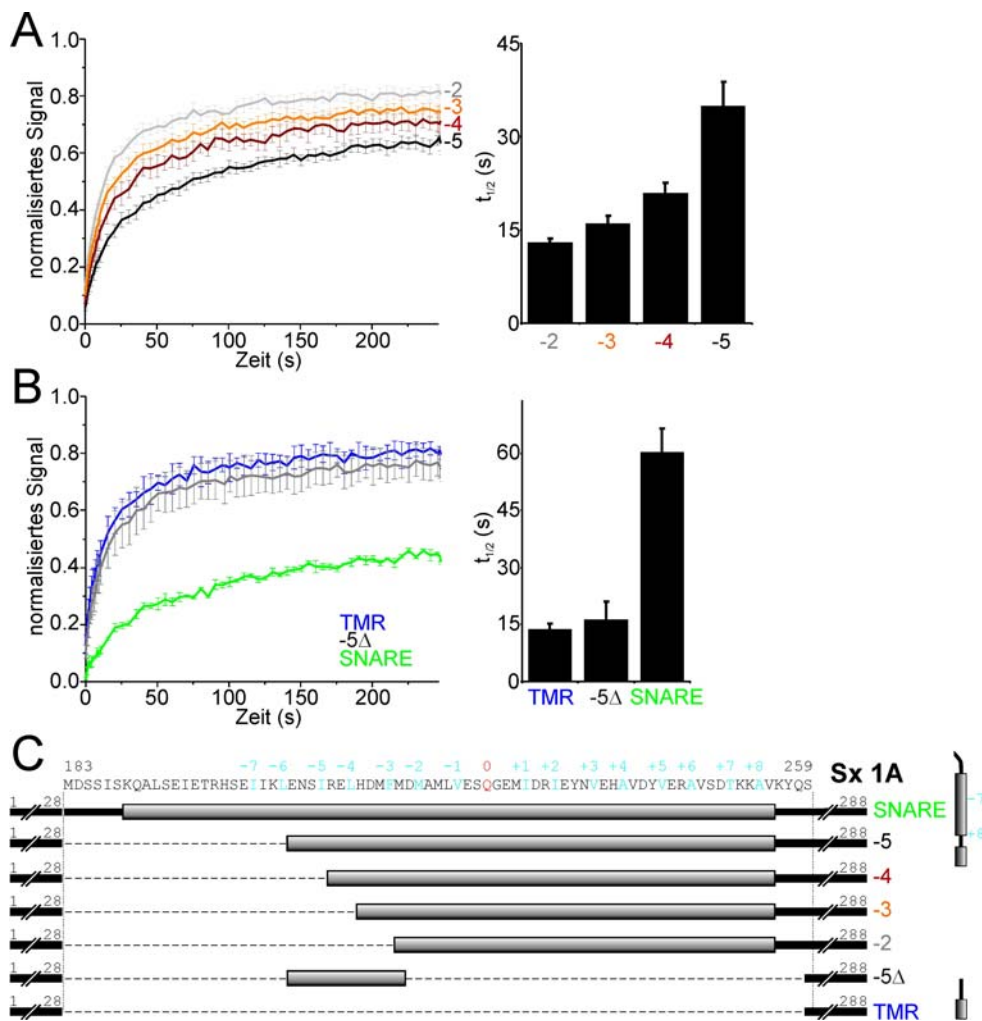 A
normalisiertes Signal
1.0
0.8
0.6
0.4
0.2
0.0
0 50 100 150 200
Zeit (s)
-2
-3
-4
-5
t1/2 (s)
45
30
15
0
-2 -3 -4 -5
B
normalisiertes Signal
1.0
0.8
0.6
0.4
0.2
0.0
0 50 100 150 200
Zeit (s)
TMR
-5Δ
SNARE
t1/2 (s)
60
45
30
15
0
TMR -5Δ SNARE
C
183 -7 -6 -5 -4 -3 -2 -1 0 +1 +2 +3 +4 +5 +6 +7 +8 259
MDSSISKQALSEIETRHSEIIKLENSIRELHDMFMDMAMLVESQGEMIDRIEYNVEHAVDYVERAVSDTKKAVKYQS
Sx 1A
1 28 288 SNARE
1 28 288 -5
1 28 288 -4
1 28 288 -3
1 28 288 -2
1 28 288 -5Δ
1 28 288 TMR
-7
+8